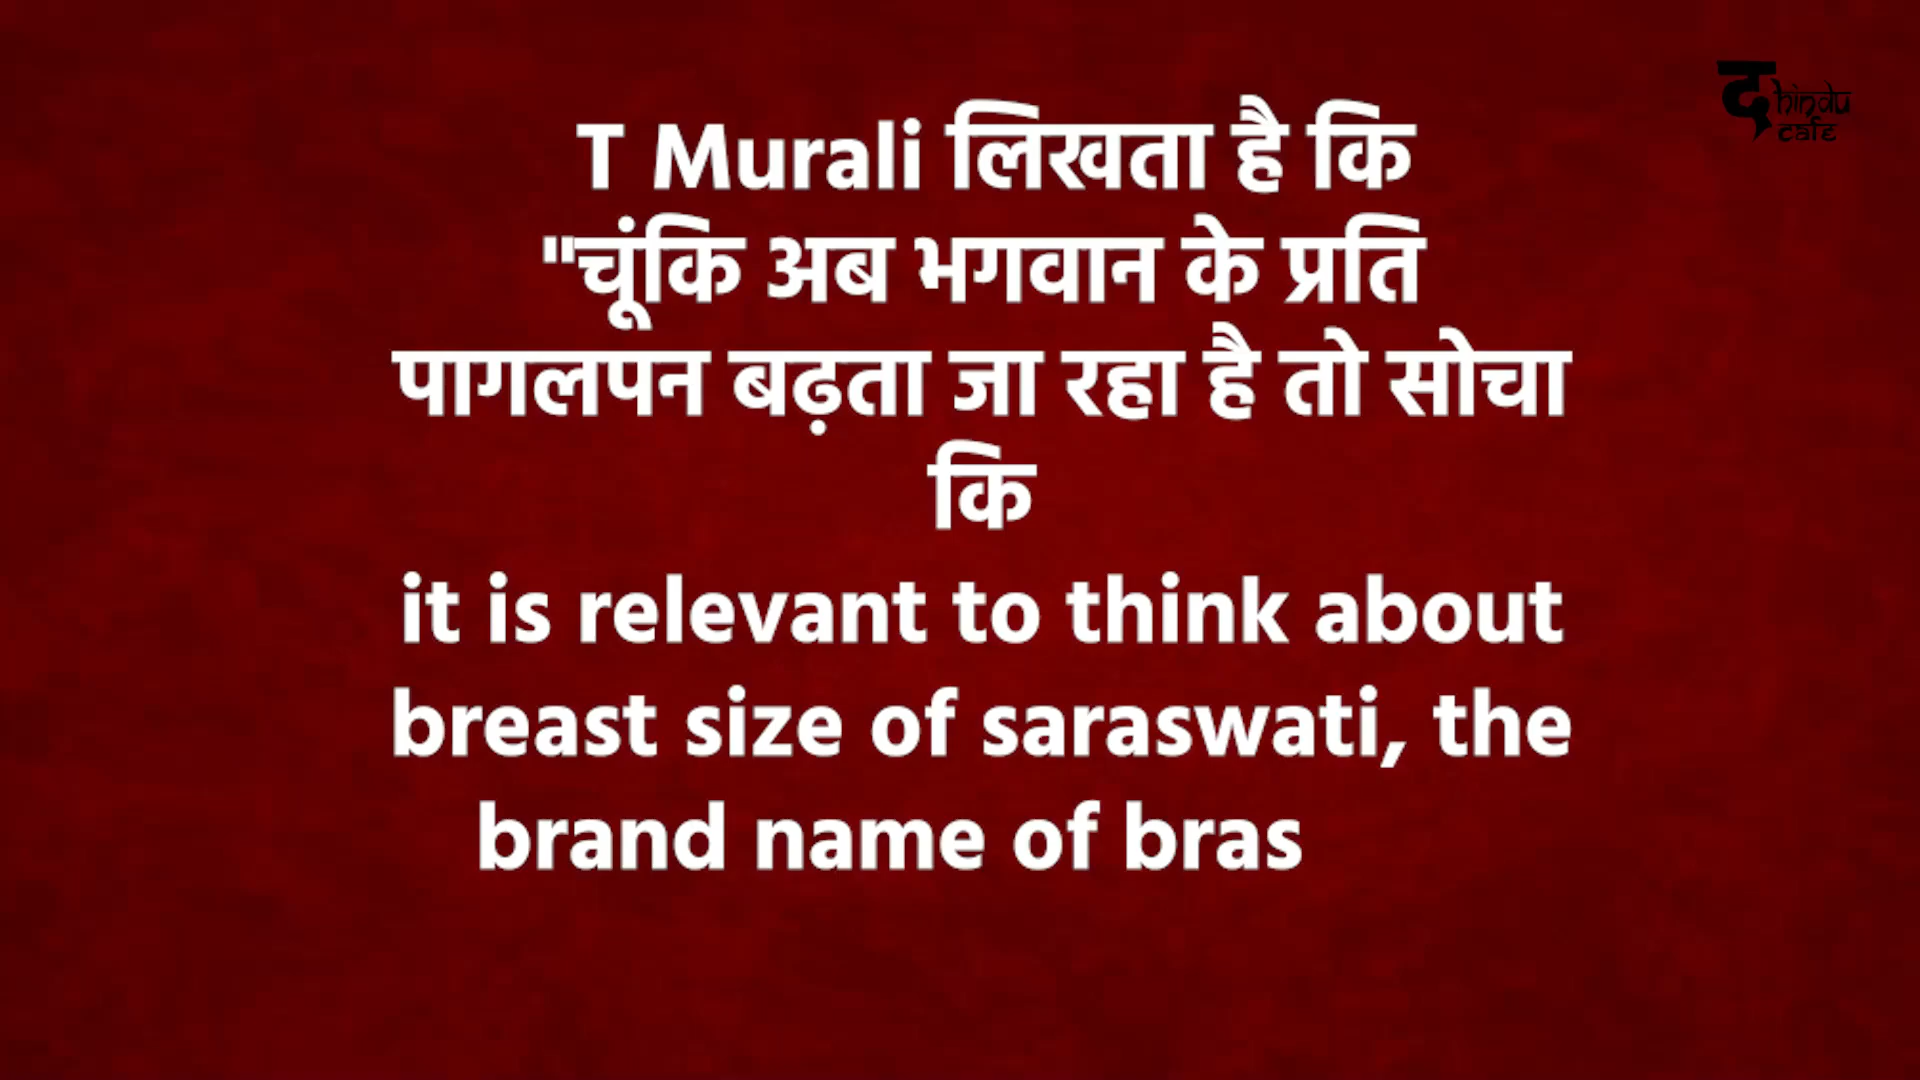 द hindu
cafe
T Murali लिखता है कि
"चूंकि अब भगवान के प्रति
पागलपन बढ़ता जा रहा है तो सोचा
कि
it is relevant to think about
breast size of saraswati, the
brand name of bras